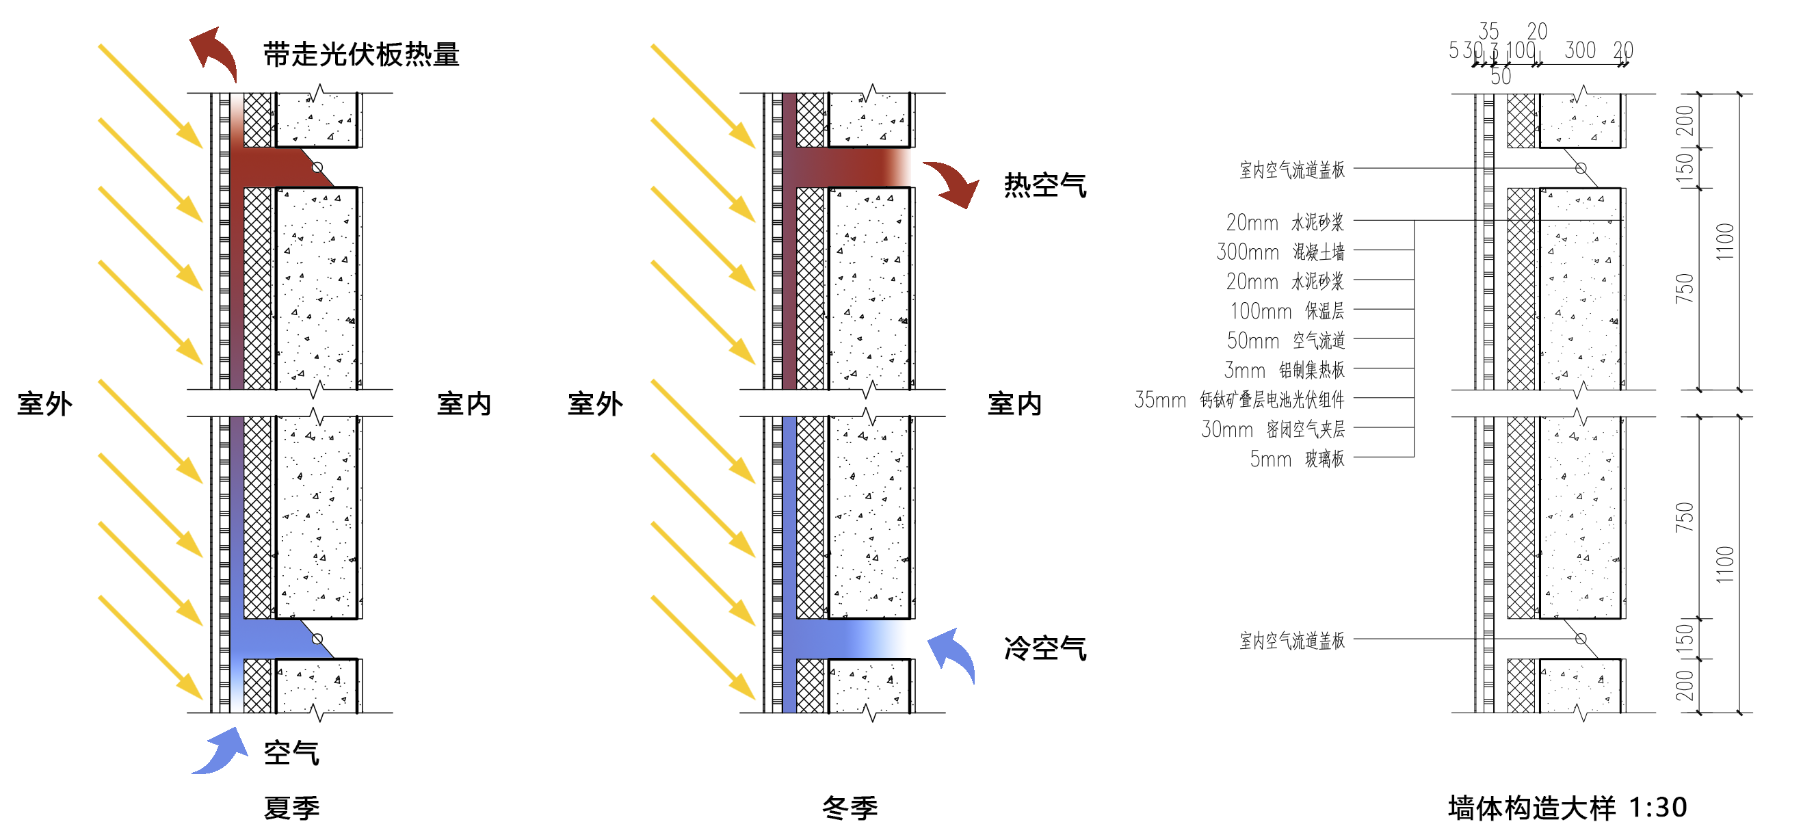 带走光伏板热量
室外
室内
空气
夏季
热空气
室外
室内
冷空气
冬季
35
20
5
30
3
100
300
20
50
200
150
750
1100
750
1100
150
200
室内空气流道盖板
20mm 水泥砂浆
300mm 混凝土墙
20mm 水泥砂浆
100mm 保温层
50mm 空气流道
3mm 铝制集热板
35mm 钙钛矿叠层电池光伏组件
30mm 密闭空气夹层
5mm 玻璃板
室内空气流道盖板
墙体构造大样 1:30